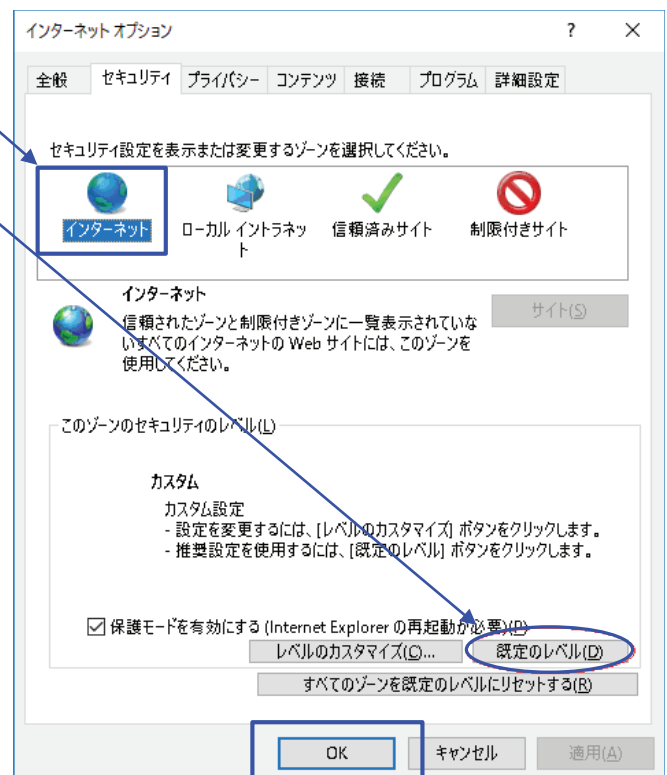 インターネット オプション ? ×
全般 セキュリティ プライバシー コンテンツ 接続 プログラム 詳細設定
セキュリティ設定を表示または変更するゾーンを選択してください。
インターネット ローカル イントラネッ 信頼済みサイト 制限付きサイト
ト
インターネット
サイト(S)
信頼されたゾーンと制限付きゾーンに一覧表示されていな
いすべてのインターネットの Web サイトには、このゾーンを
使用してください。
このゾーンのセキュリティのレベル(L)
カスタム
カスタム設定
- 設定を変更するには、[レベルのカスタマイズ] ボタンをクリックします。
- 推奨設定を使用するには、[既定のレベル] ボタンをクリックします。
保護モードを有効にする (Internet Explorer の再起動が必要)(P)
レベルのカスタマイズ(C)... 既定のレベル(D)
すべてのゾーンを既定のレベルにリセットする(R)
OK キャンセル 適用(A)